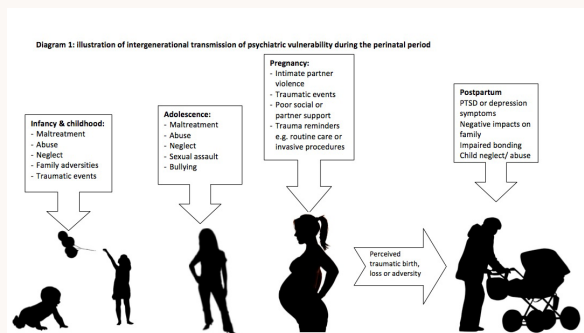 Diagram 1: illustration of intergenerational transmission of psychiatric vulnerability during the perinatal period
Infancy & childhood:
- Maltreatment
- Abuse
- Neglect
- Family adversities
- Traumatic events
Adolescence:
- Maltreatment
- Abuse
- Neglect
- Sexual assault
- Bullying
Pregnancy:
- Intimate partner
violence
- Traumatic events
- Poor social or
partner support
- Trauma reminders
e.g. routine care or
invasive procedures
Perceived
traumatic birth,
loss or adversity
Postpartum
PTSD or depression
symptoms
Negative impacts on
family
Impaired bonding
Child neglect/ abuse